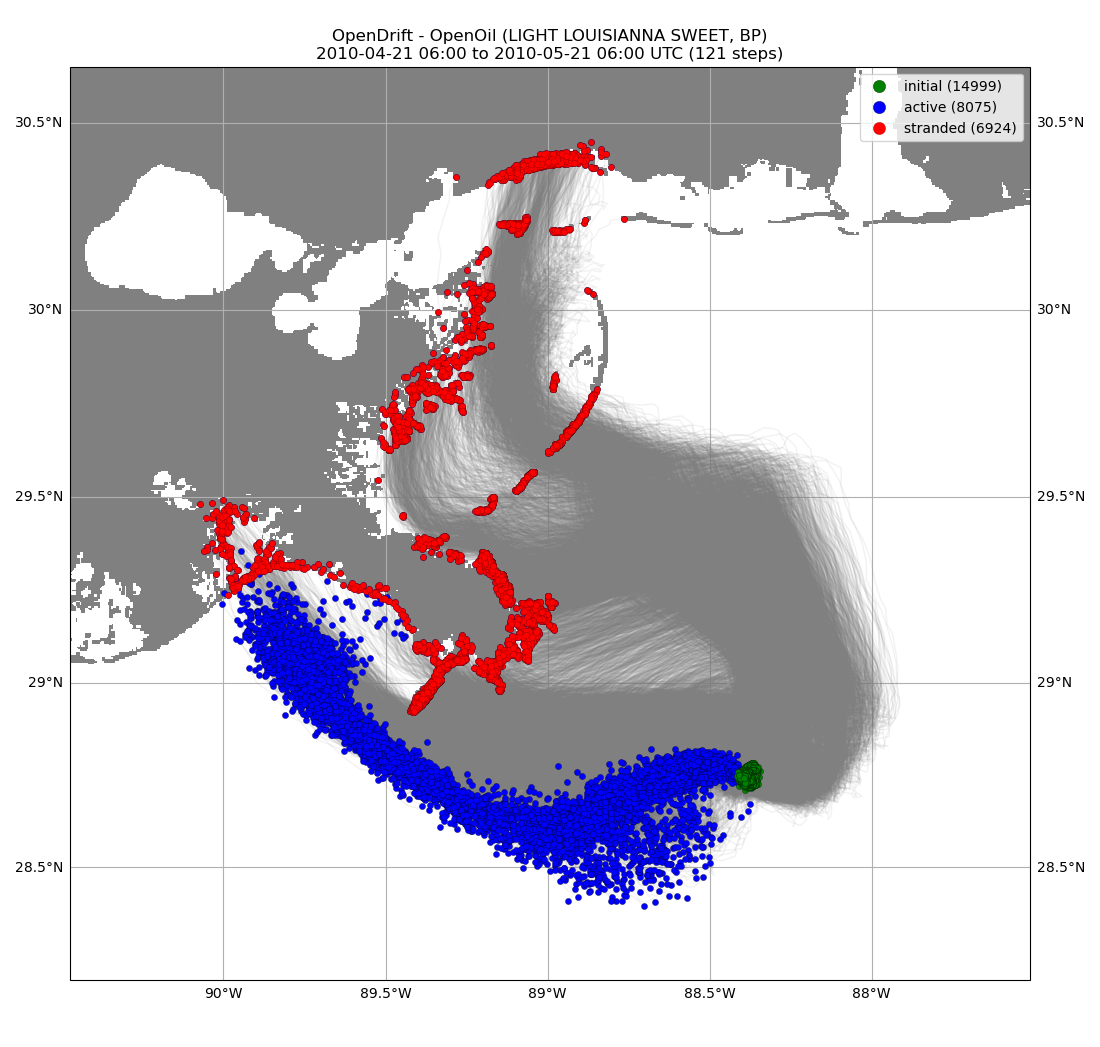 OpenDrift - OpenOil (LIGHT LOUISIANNA SWEET, BP)
2010-04-21 06:00 to 2010-05-21 06:00 UTC (121 steps)
initial (14999)
active (8075)
stranded (6924)
30.5°N
30.5°N
30°N
30°N
29.5°N
29.5°N
29°N
29°N
28.5°N
28.5°N
90°W
89.5°W
89°W
88.5°W
88°W